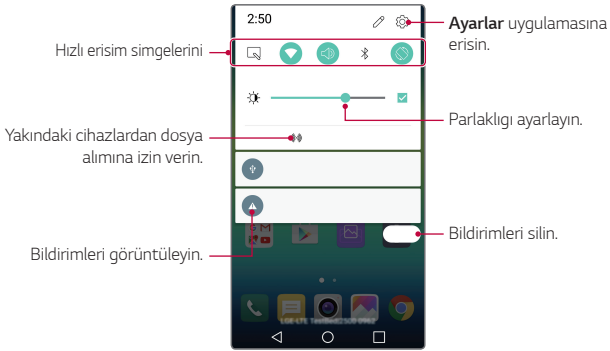 2:50
Ayarlar uygulamasına
erisin.
Hızlı erisim simgelerini
Parlaklıgı ayarlayın.
Yakındaki cihazlardan dosya
alımına izin verin.
Bildirimleri görüntüleyin.
Bildirimleri silin.